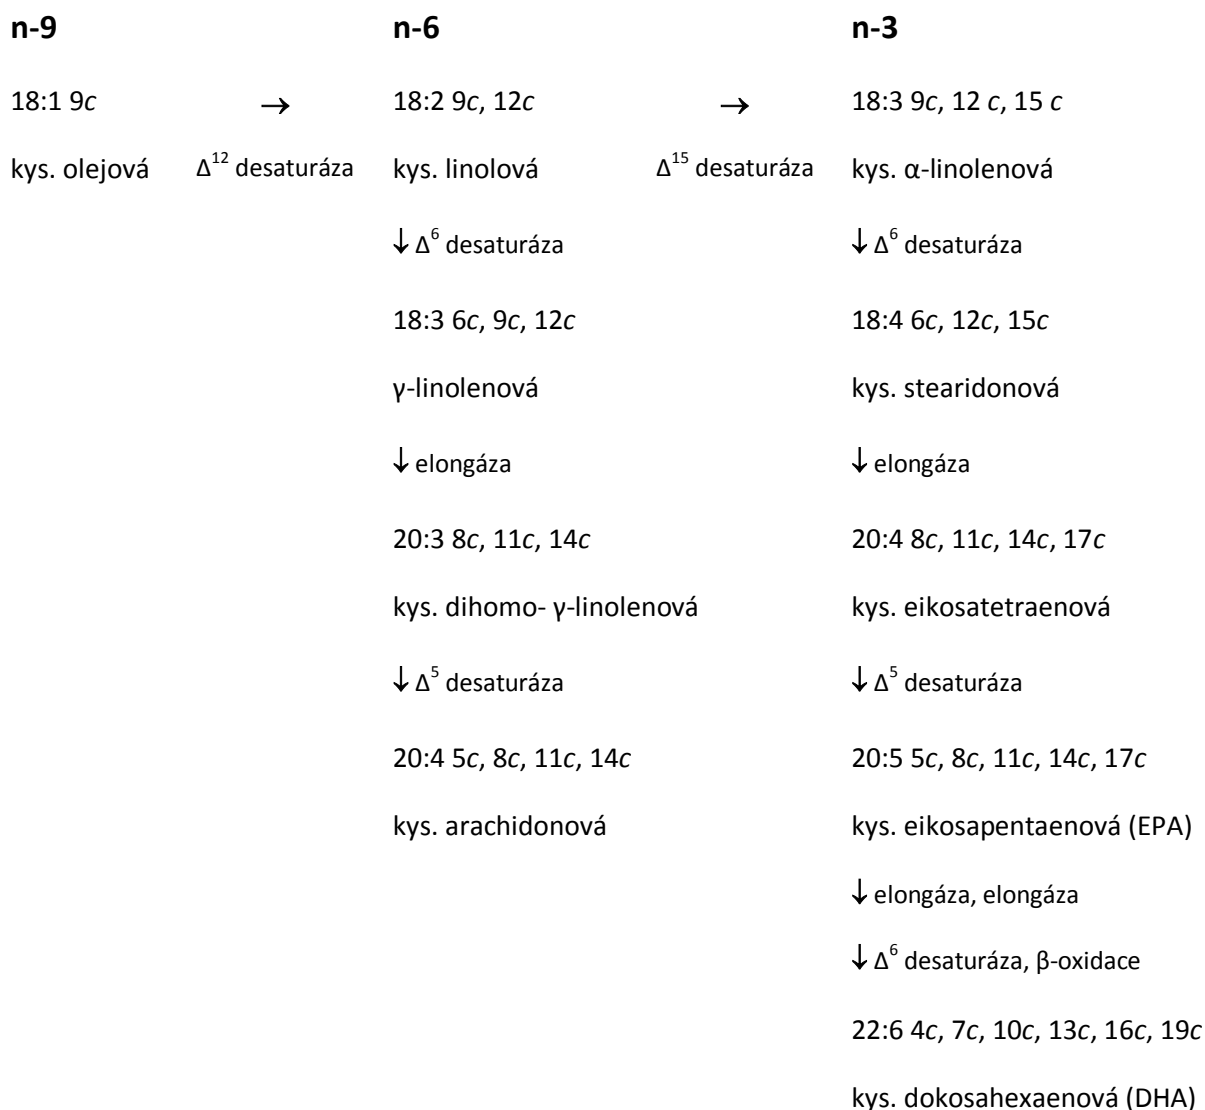 n-9 n-6 n-3
18:1 9c → 18:2 9c, 12c → 18:3 9c, 12 c, 15 c
kys. olejová Δ12 desaturáza kys. linolová Δ15 desaturáza kys. α-linolenová
↓ Δ6 desaturáza ↓ Δ6 desaturáza
18:3 6c, 9c, 12c 18:4 6c, 12c, 15c
γ-linolenová kys. stearidonová
↓ elongáza ↓ elongáza
20:3 8c, 11c, 14c 20:4 8c, 11c, 14c, 17c
kys. dihomo- γ-linolenová kys. eikosatetraenová
↓ Δ5 desaturáza ↓ Δ5 desaturáza
20:4 5c, 8c, 11c, 14c 20:5 5c, 8c, 11c, 14c, 17c
kys. arachidonová kys. eikosapentaenová (EPA)
↓ elongáza, elongáza
↓ Δ6 desaturáza, β-oxidace
22:6 4c, 7c, 10c, 13c, 16c, 19c
kys. dokosahexaenová (DHA)